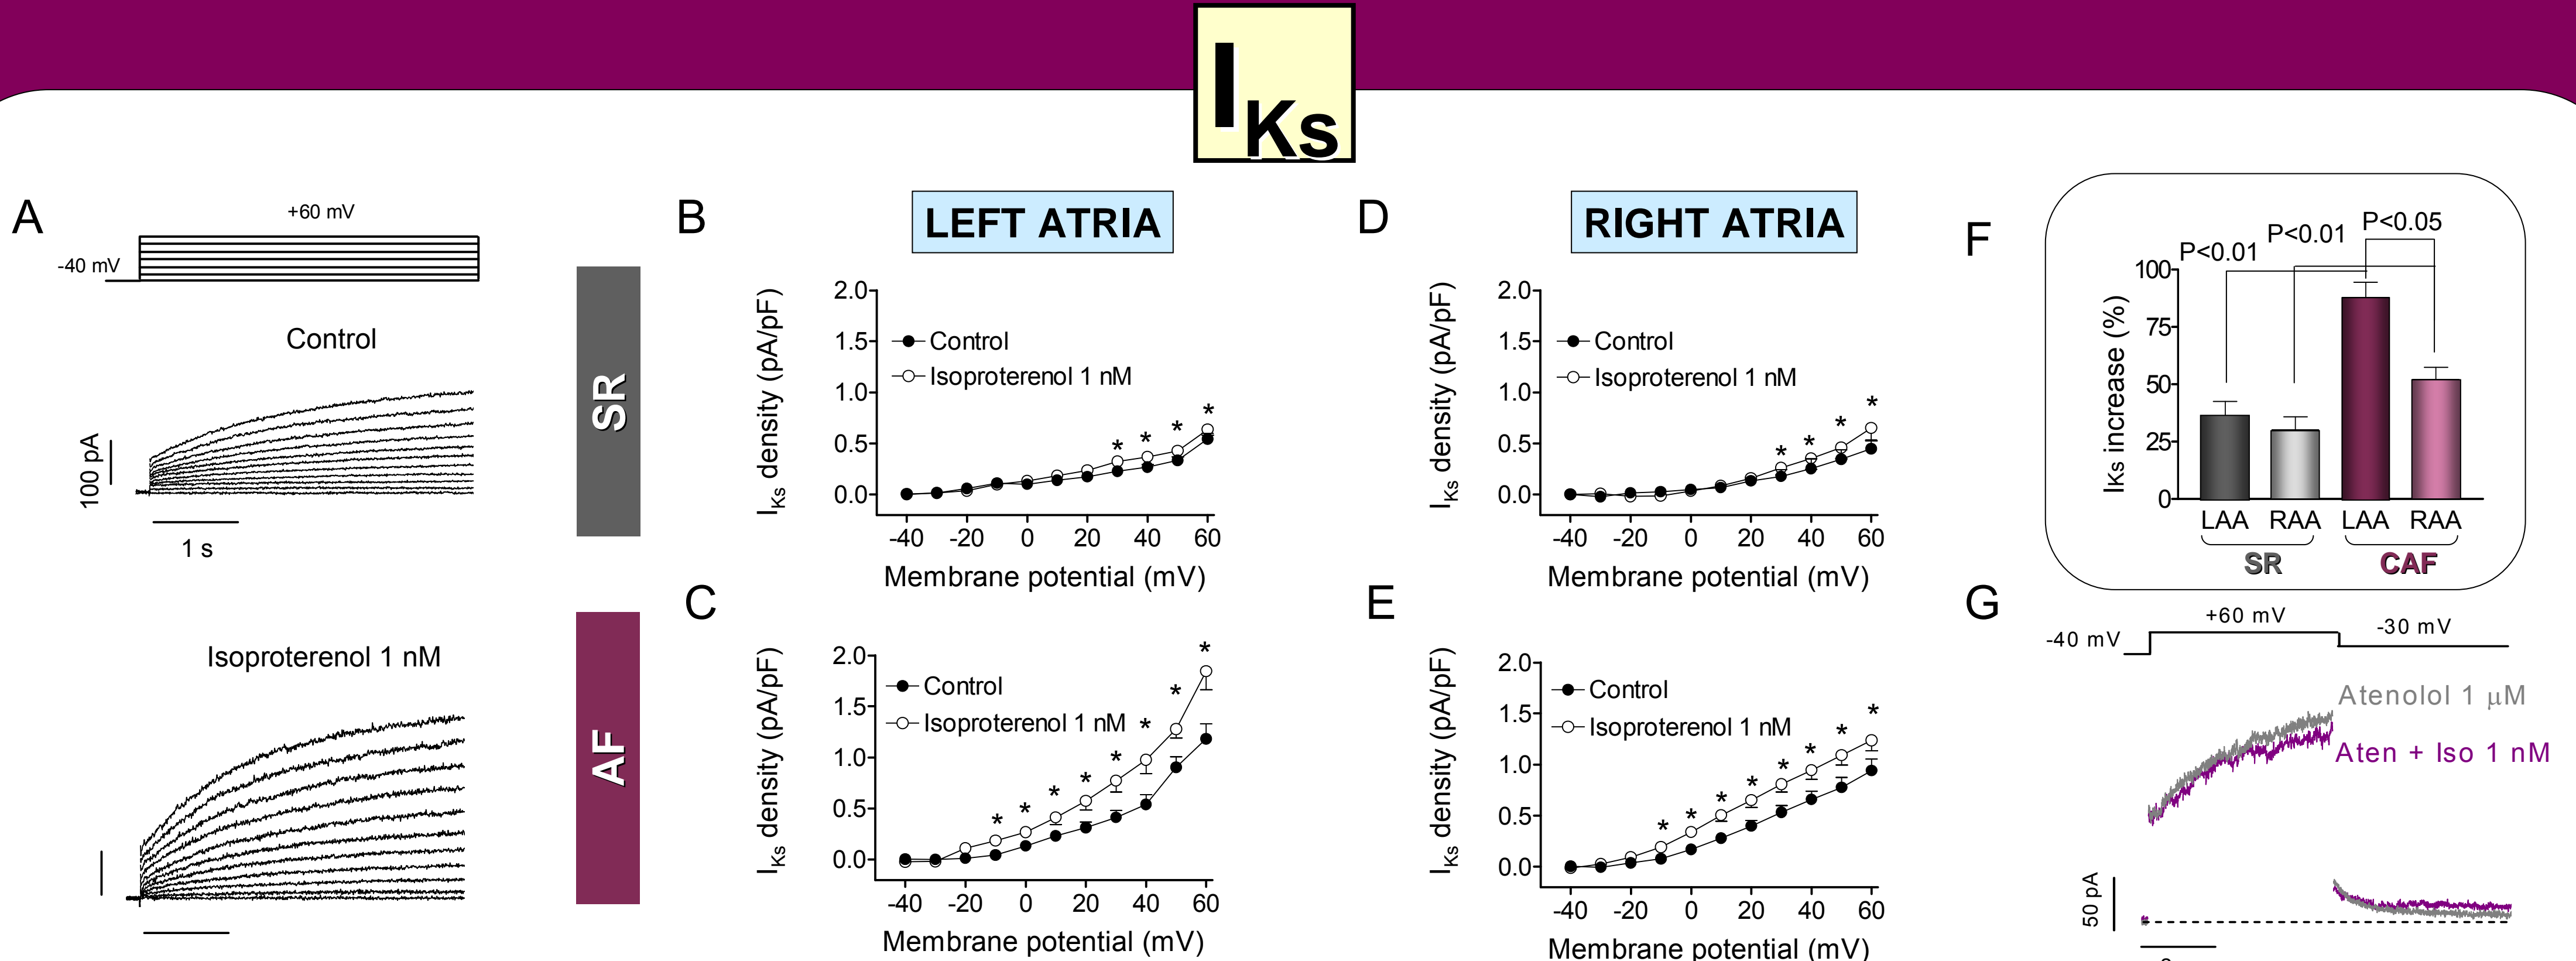 IKs
A
+60 mV
-40 mV
Control
100 pA
1 s
Isoproterenol 1 nM
SR
AF
B
LEFT ATRIA
IKs density (pA/pF)
2.0
1.5
1.0
0.5
0.0
Control
Isoproterenol 1 nM
* * * *
-40 -20 0 20 40 60
Membrane potential (mV)
C
IKs density (pA/pF)
2.0
1.5
1.0
0.5
0.0
Control
Isoproterenol 1 nM
* * * * * * * *
-40 -20 0 20 40 60
Membrane potential (mV)
D
RIGHT ATRIA
IKs density (pA/pF)
2.0
1.5
1.0
0.5
0.0
Control
Isoproterenol 1 nM
* * * *
-40 -20 0 20 40 60
Membrane potential (mV)
E
IKs density (pA/pF)
2.0
1.5
1.0
0.5
0.0
Control
Isoproterenol 1 nM
* * * * * * * *
-40 -20 0 20 40 60
Membrane potential (mV)
F
P<0.01 P<0.01 P<0.05
IKs increase (%)
100
75
50
25
0
LAA RAA LAA RAA
SR CAF
G
+60 mV
-40 mV
-30 mV
Atenolol 1 μM
Aten + Iso 1 nM
50 pA